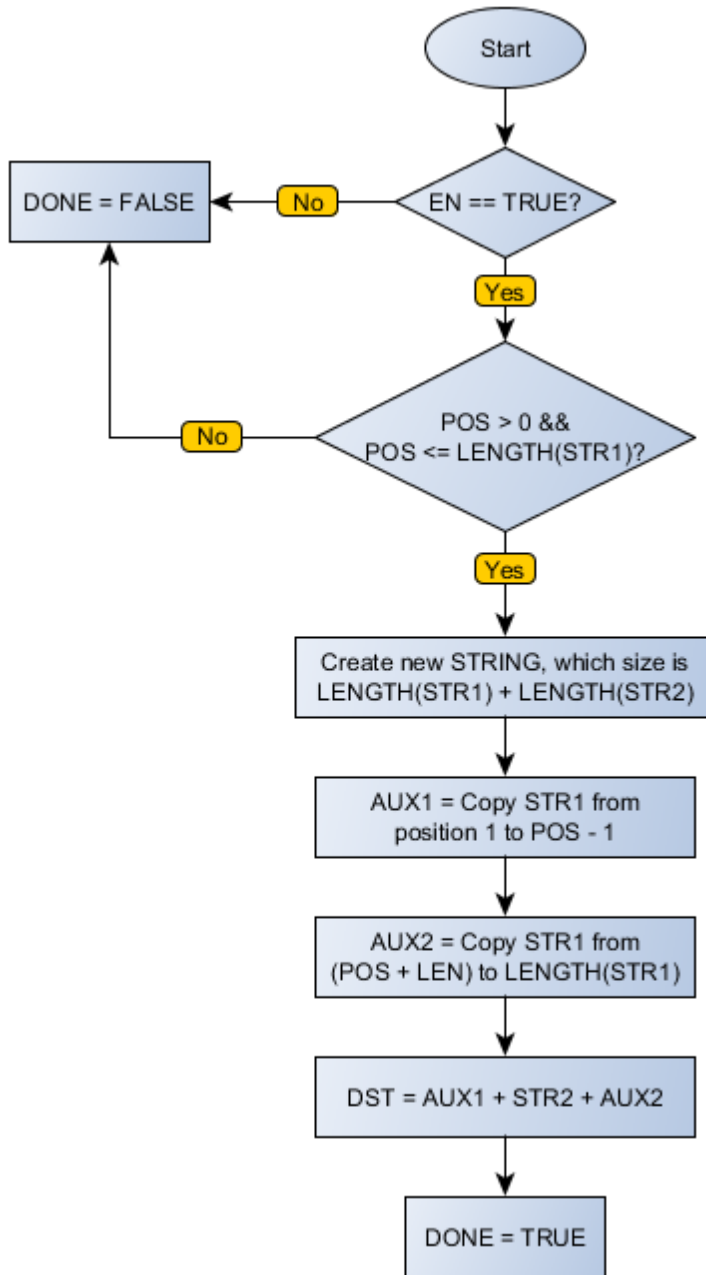 Start
EN == TRUE?
No
DONE = FALSE
Yes
POS > 0 &&
POS <= LENGTH(STR1)?
No
Yes
Create new STRING, which size is
LENGTH(STR1) + LENGTH(STR2)
AUX1 = Copy STR1 from
position 1 to POS - 1
AUX2 = Copy STR1 from
(POS + LEN) to LENGTH(STR1)
DST = AUX1 + STR2 + AUX2
DONE = TRUE